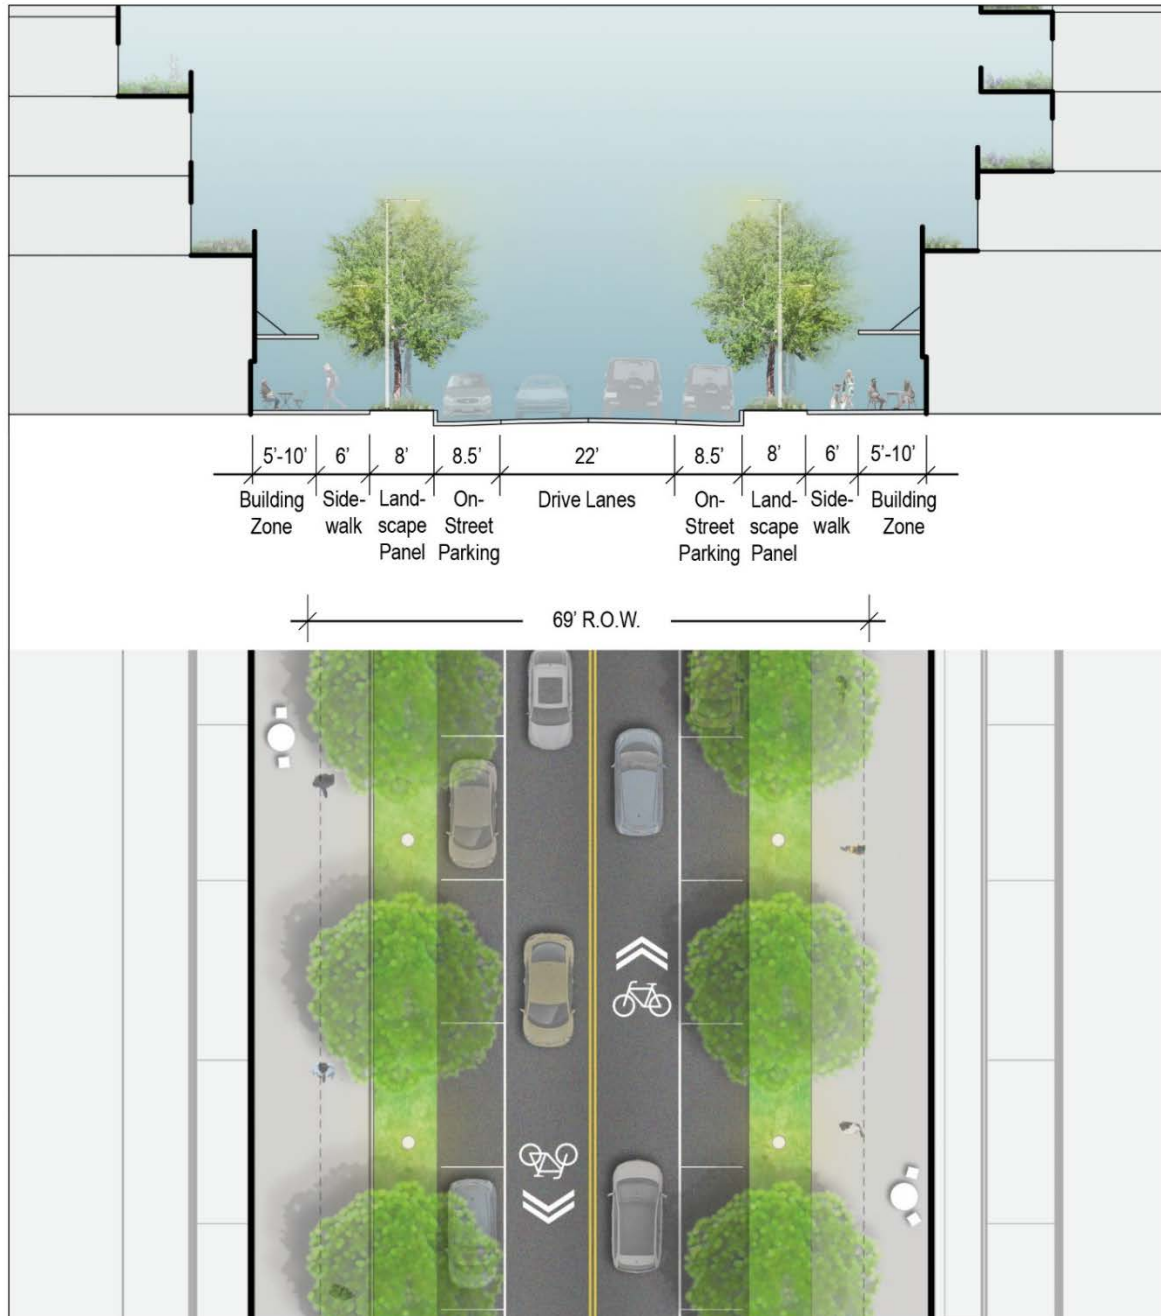 5'-10' 6' 8' 8.5' 22' 8.5' 8' 6' 5'-10'
Building Side- Land- On- Drive Lanes On- Land- Side- Building
Zone walk scape Street Street scape walk Zone
Panel Parking Parking Panel
69' R.O.W.